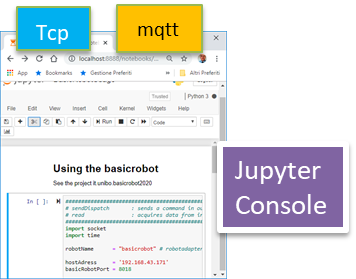 Tcp
mqtt
localhost:8888/notebooks/
Apps
Bookmarks
Gestione Preferiti
»
Altri Preferiti
Trusted
Python 3
File Edit View Insert Cell Kernel Widgets Help
Run
Code
Using the basicrobot
See the project it.unibo.basicrobot2020
In [ ]:
##############################
# sendDispatch : sends a command in
# read : acquires data from
##############################
import socket
import time
robotName = "basicrobot" #
hostAdress = '192.168.43.171'
basicRobotPort = 8018
Jupyter
Console